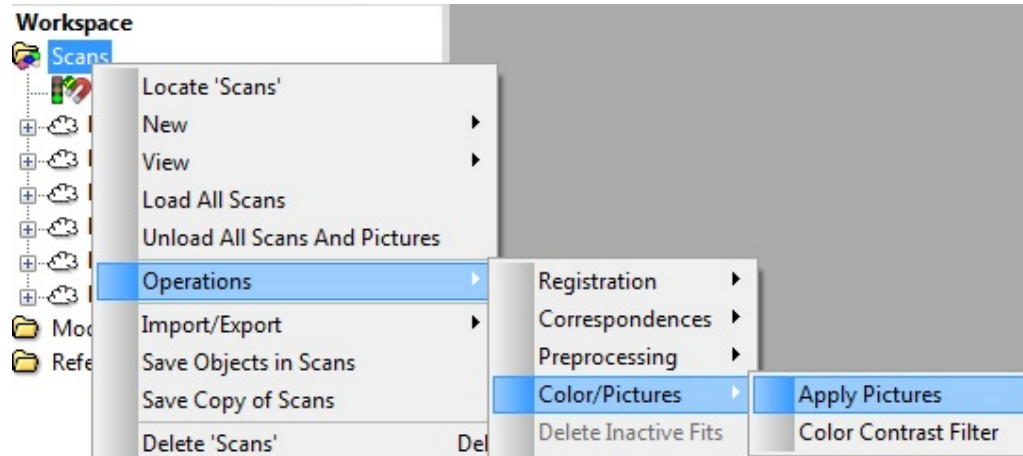 Workspace
Scans
Locate 'Scans'
New
View
Load All Scans
Unload All Scans And Pictures
Operations
Import/Export
Save Objects in Scans
Save Copy of Scans
Delete 'Scans' Del
Registration
Correspondences
Preprocessing
Color/Pictures
Delete Inactive Fits
Apply Pictures
Color Contrast Filter
Mod
Refe